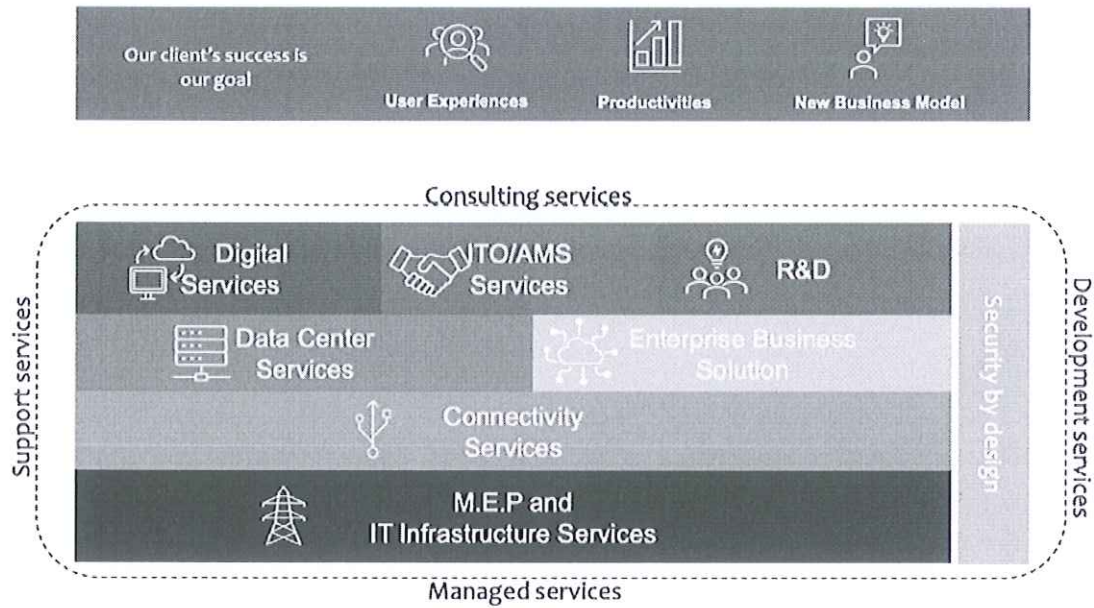 Our client's success is
our goal
User Experiences
Productivities
New Business Model
Consulting services
Digital
Services
ITO/AMS
Services
R&D
Data Center
Services
Enterprise Business
Solution
Connectivity
Services
M.E.P and
IT Infrastructure Services
Security by design
Support services
Development services
Managed services